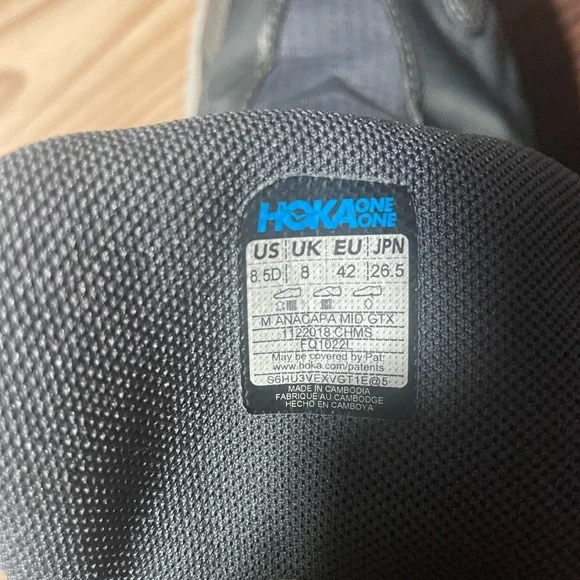 HOKA ONE ONE
US UK EU JPN
8.5D 8 42 26.5
M ANACAPA MID GTX
1122018 CHMS
FQ1022L
May be covered by Pat:
www.hoka.com/patents
S6HU3VEXVGT1E@5
MADE IN CAMBODIA
FABRIQUE AU CAMBODGE
HECHO EN CAMBOYA